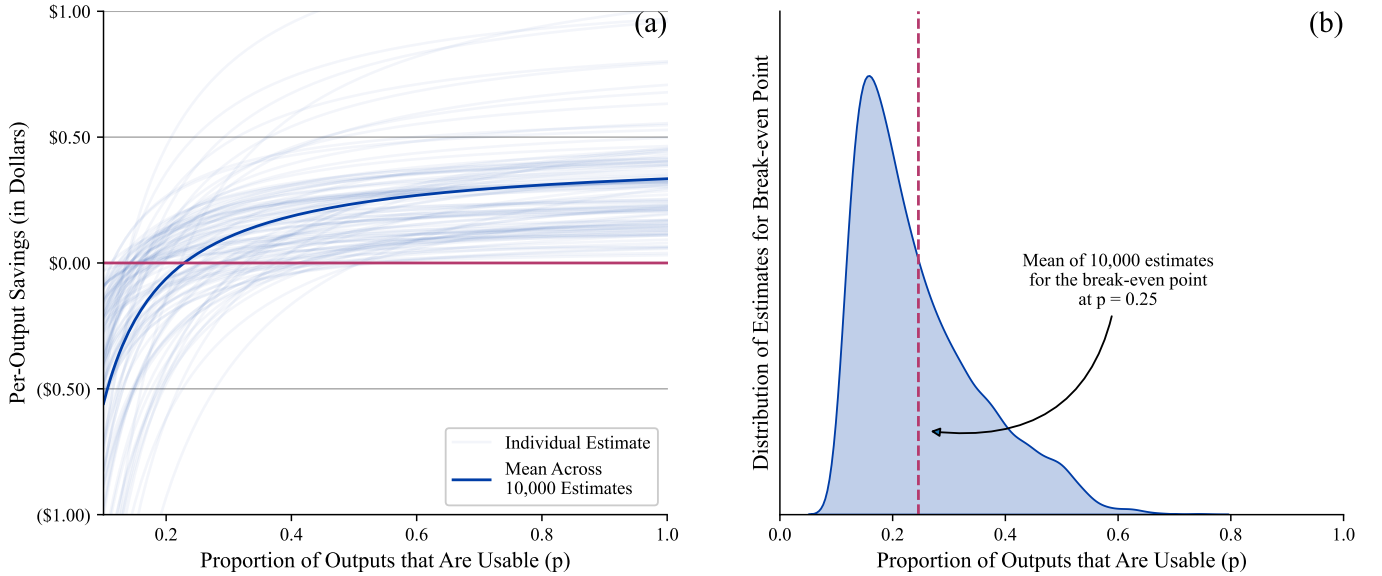 (a)
$1.00
$0.50
$0.00
($0.50)
($1.00)
Per-Output Savings (in Dollars)
0.2
0.4
0.6
0.8
1.0
Proportion of Outputs that Are Usable (p)
Individual Estimate
Mean Across
10,000 Estimates
(b)
Distribution of Estimates for Break-even Point
Mean of 10,000 estimates
for the break-even point
at p = 0.25
0.0
0.2
0.4
0.6
0.8
1.0
Proportion of Outputs that Are Usable (p)